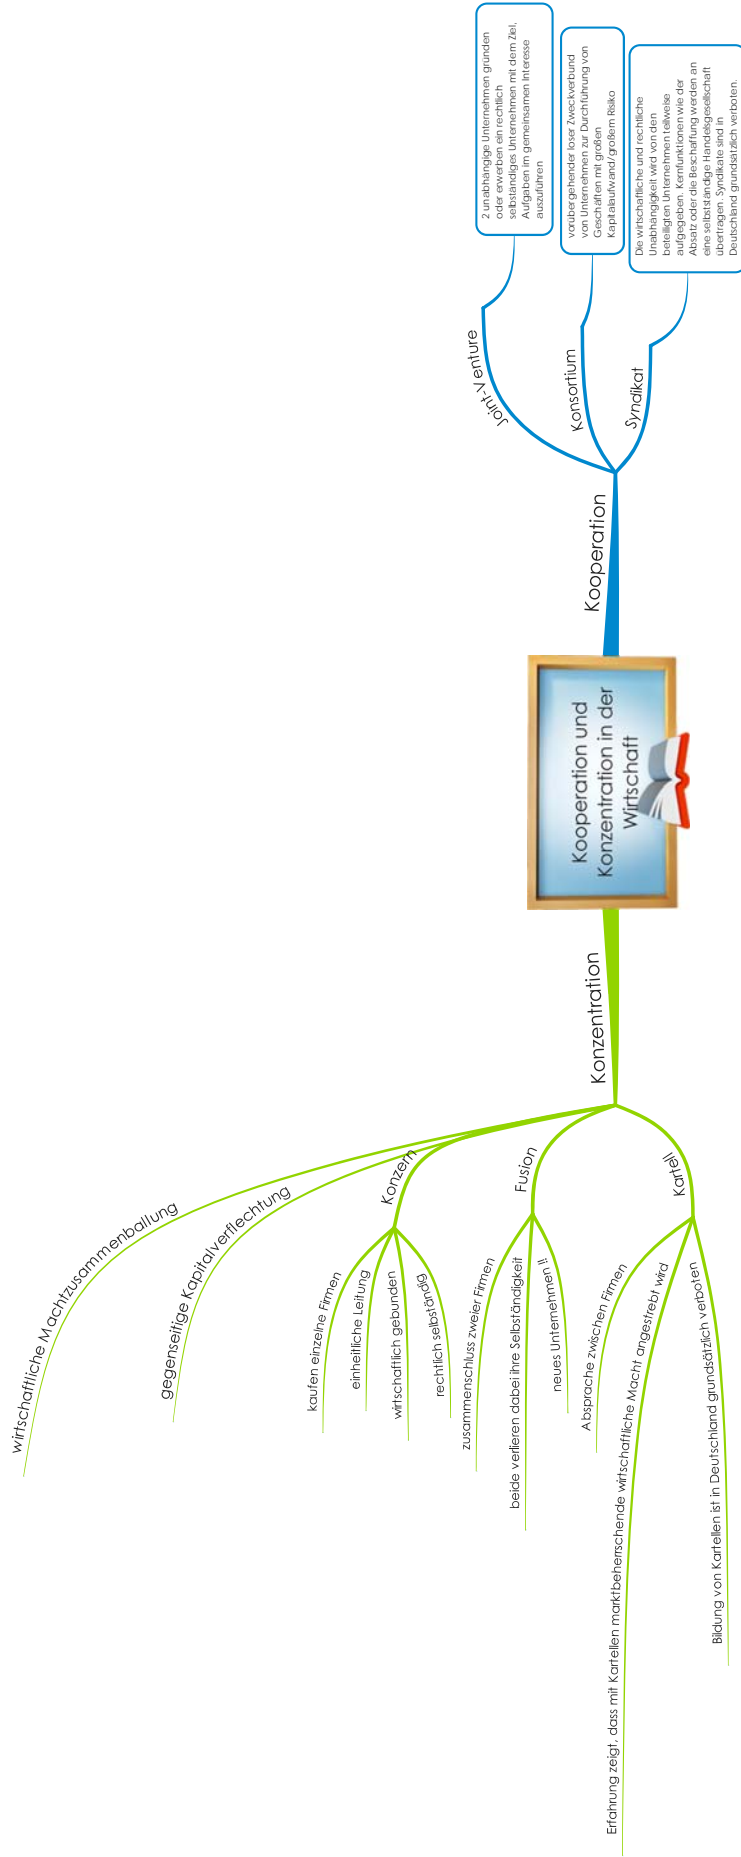 Kooperation und
Konzentration in der
Wirtschaft
Kooperation
Joint-Venture
2 unabhängige Unternehmen gründen
oder erwerben ein rechtlich
selbständiges Unternehmen mit dem Ziel,
Aufgaben im gemeinsamen Interesse
auszuführen
Konsortium
vorübergehender loser Zweckverbund
von Unternehmen zur Durchführung von
Geschäften mit großen
Kapitalaufwand/großem Risiko
Syndikat
Die wirtschaftliche und rechtliche
Unabhängigkeit wird von den
beteiligten Unternehmen teilweise
aufgegeben. Kernfunktionen wie der
Absatz oder die Beschaffung werden an
eine selbstständige Handelsgesellschaft
übertragen. Syndikate sind in
Deutschland grundsätzlich verboten.
Konzentration
wirtschaftliche Machtzusammenballung
gegenseitige Kapitalverflechtung
Konzern
kaufen einzelne Firmen
einheitliche Leitung
wirtschaftlich gebunden
rechtlich selbständig
Fusion
zusammenschluss zweier Firmen
beide verlieren dabei ihre Selbständigkeit
neues Unternehmen !!
Kartell
Absprache zwischen Firmen
Erfahrung zeigt, dass mit Kartellen marktbeherrschende wirtschaftliche Macht angestrebt wird
Bildung von Kartellen ist in Deutschland grundsätzlich verboten